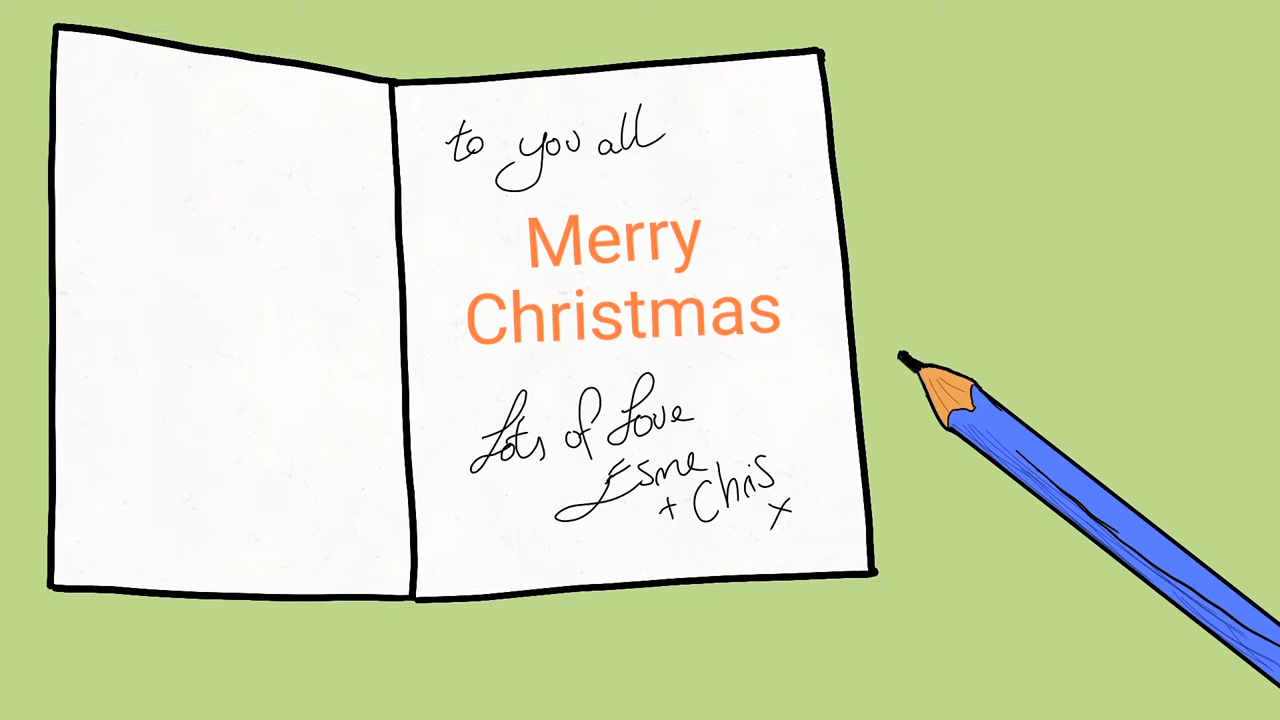 to you all
Merry
Christmas
Lots of Love
Esme
+ Chris
x